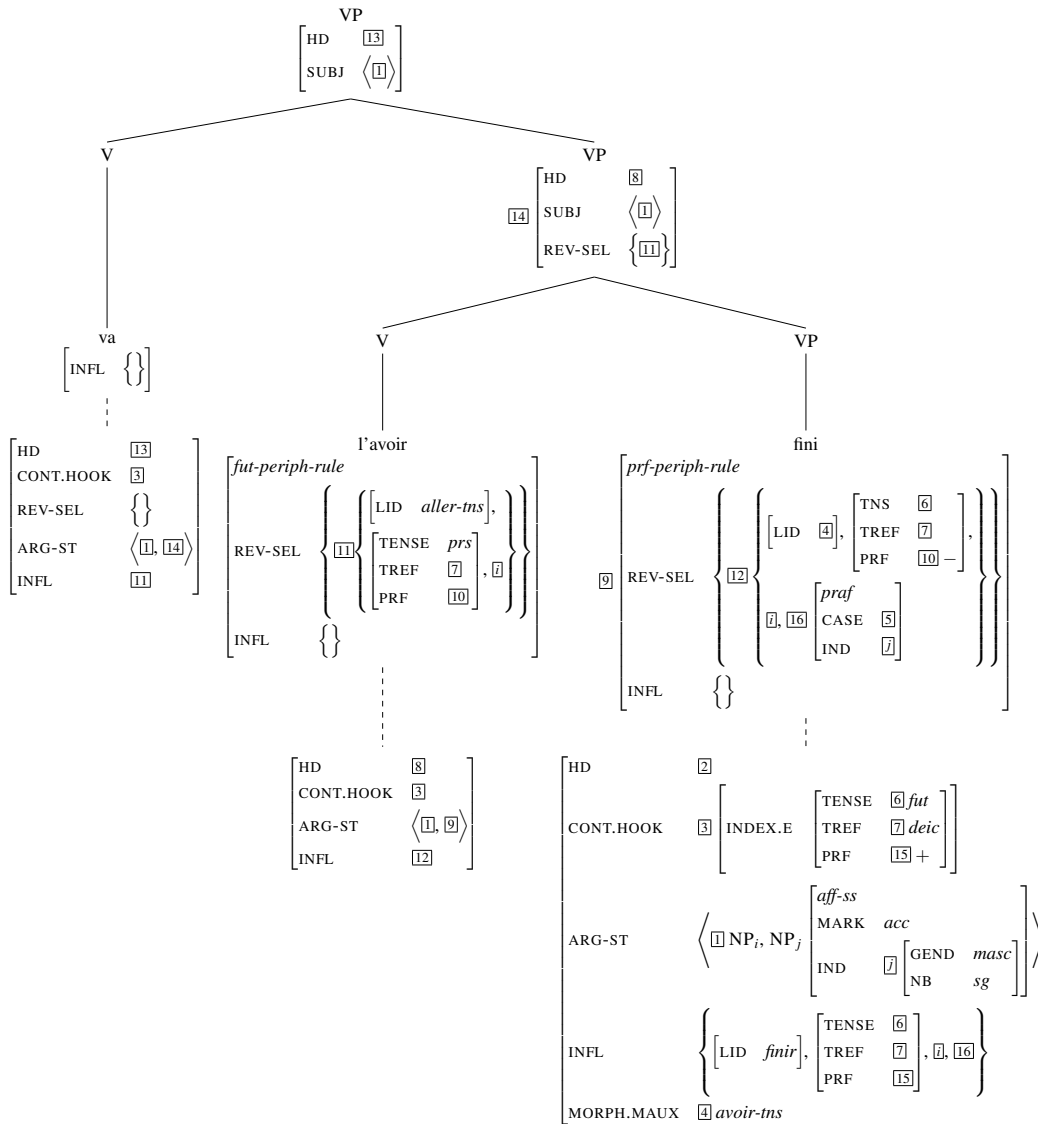 VP
HD 13
SUBJ ⟨1⟩
V VP
14
HD 8
SUBJ ⟨1⟩
REV-SEL {11}
va
INFL {}
V VP
HD 13
CONT.HOOK 3
REV-SEL {}
ARG-ST ⟨1, 14⟩
INFL 11
l'avoir
fut-periph-rule
REV-SEL 11
LID aller-tns,
TENSE prs
TREF 7
PRF 10
, i
INFL {}
fini
9
prf-periph-rule
REV-SEL 12
LID 4,
TNS 6
TREF 7
PRF 10 −
,
i, 16
praf
CASE 5
IND j
INFL {}
HD 8
CONT.HOOK 3
ARG-ST ⟨1, 9⟩
INFL 12
HD 2
CONT.HOOK 3 INDEX.E
TENSE 6 fut
TREF 7 deic
PRF 15 +
ARG-ST ⟨1 NPi, NPj
aff-ss
MARK acc
IND j
GEND masc
NB sg
⟩
INFL
LID finir,
TENSE 6
TREF 7
PRF 15
, i, 16
MORPH.MAUX 4 avoir-tns